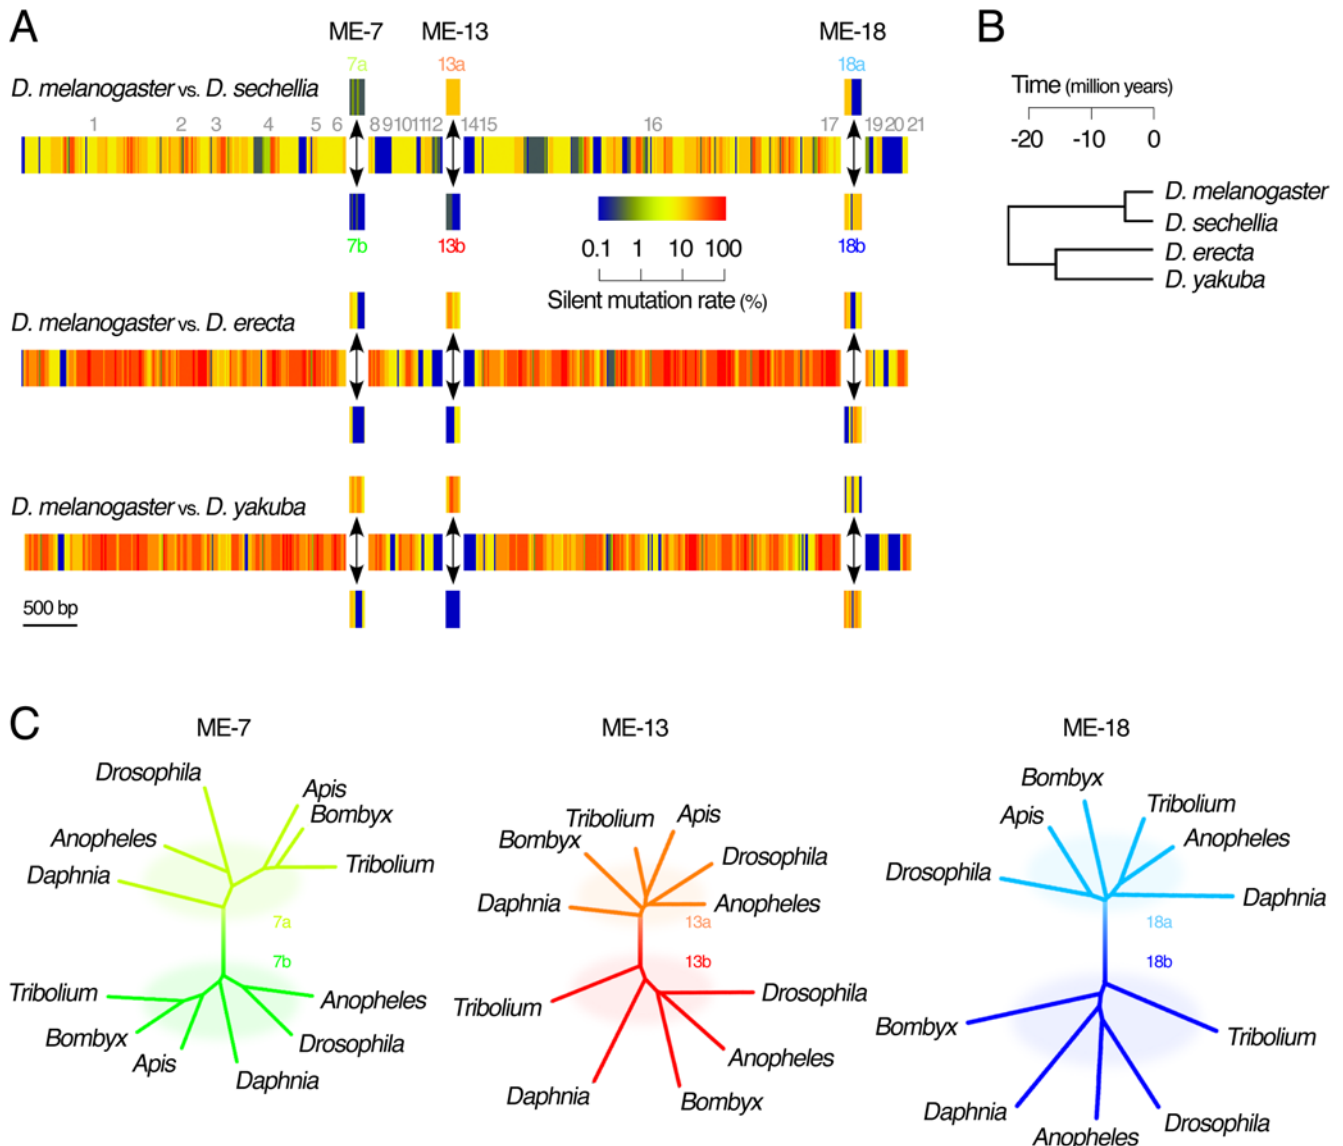 A
ME-7 ME-13 ME-18
7a 13a 18a
D. melanogaster vs. D. sechellia
1 2 3 4 5 6 8 9 10 11 12 14 15 16 17 19 20 21
7b 13b 18b
0.1 1 10 100
Silent mutation rate (%)
D. melanogaster vs. D. erecta
D. melanogaster vs. D. yakuba
500 bp
B
Time (million years)
-20 -10 0
D. melanogaster
D. sechellia
D. erecta
D. yakuba
C
ME-7
Drosophila
Apis
Bombyx
Anopheles
Tribolium
Daphnia
7a
7b
Tribolium
Anopheles
Bombyx
Drosophila
Apis
Daphnia
ME-13
Tribolium
Apis
Bombyx
Drosophila
Daphnia
Anopheles
13a
13b
Drosophila
Tribolium
Anopheles
Daphnia
Bombyx
ME-18
Bombyx
Tribolium
Apis
Anopheles
Drosophila
Daphnia
18a
18b
Bombyx
Tribolium
Daphnia
Drosophila
Anopheles